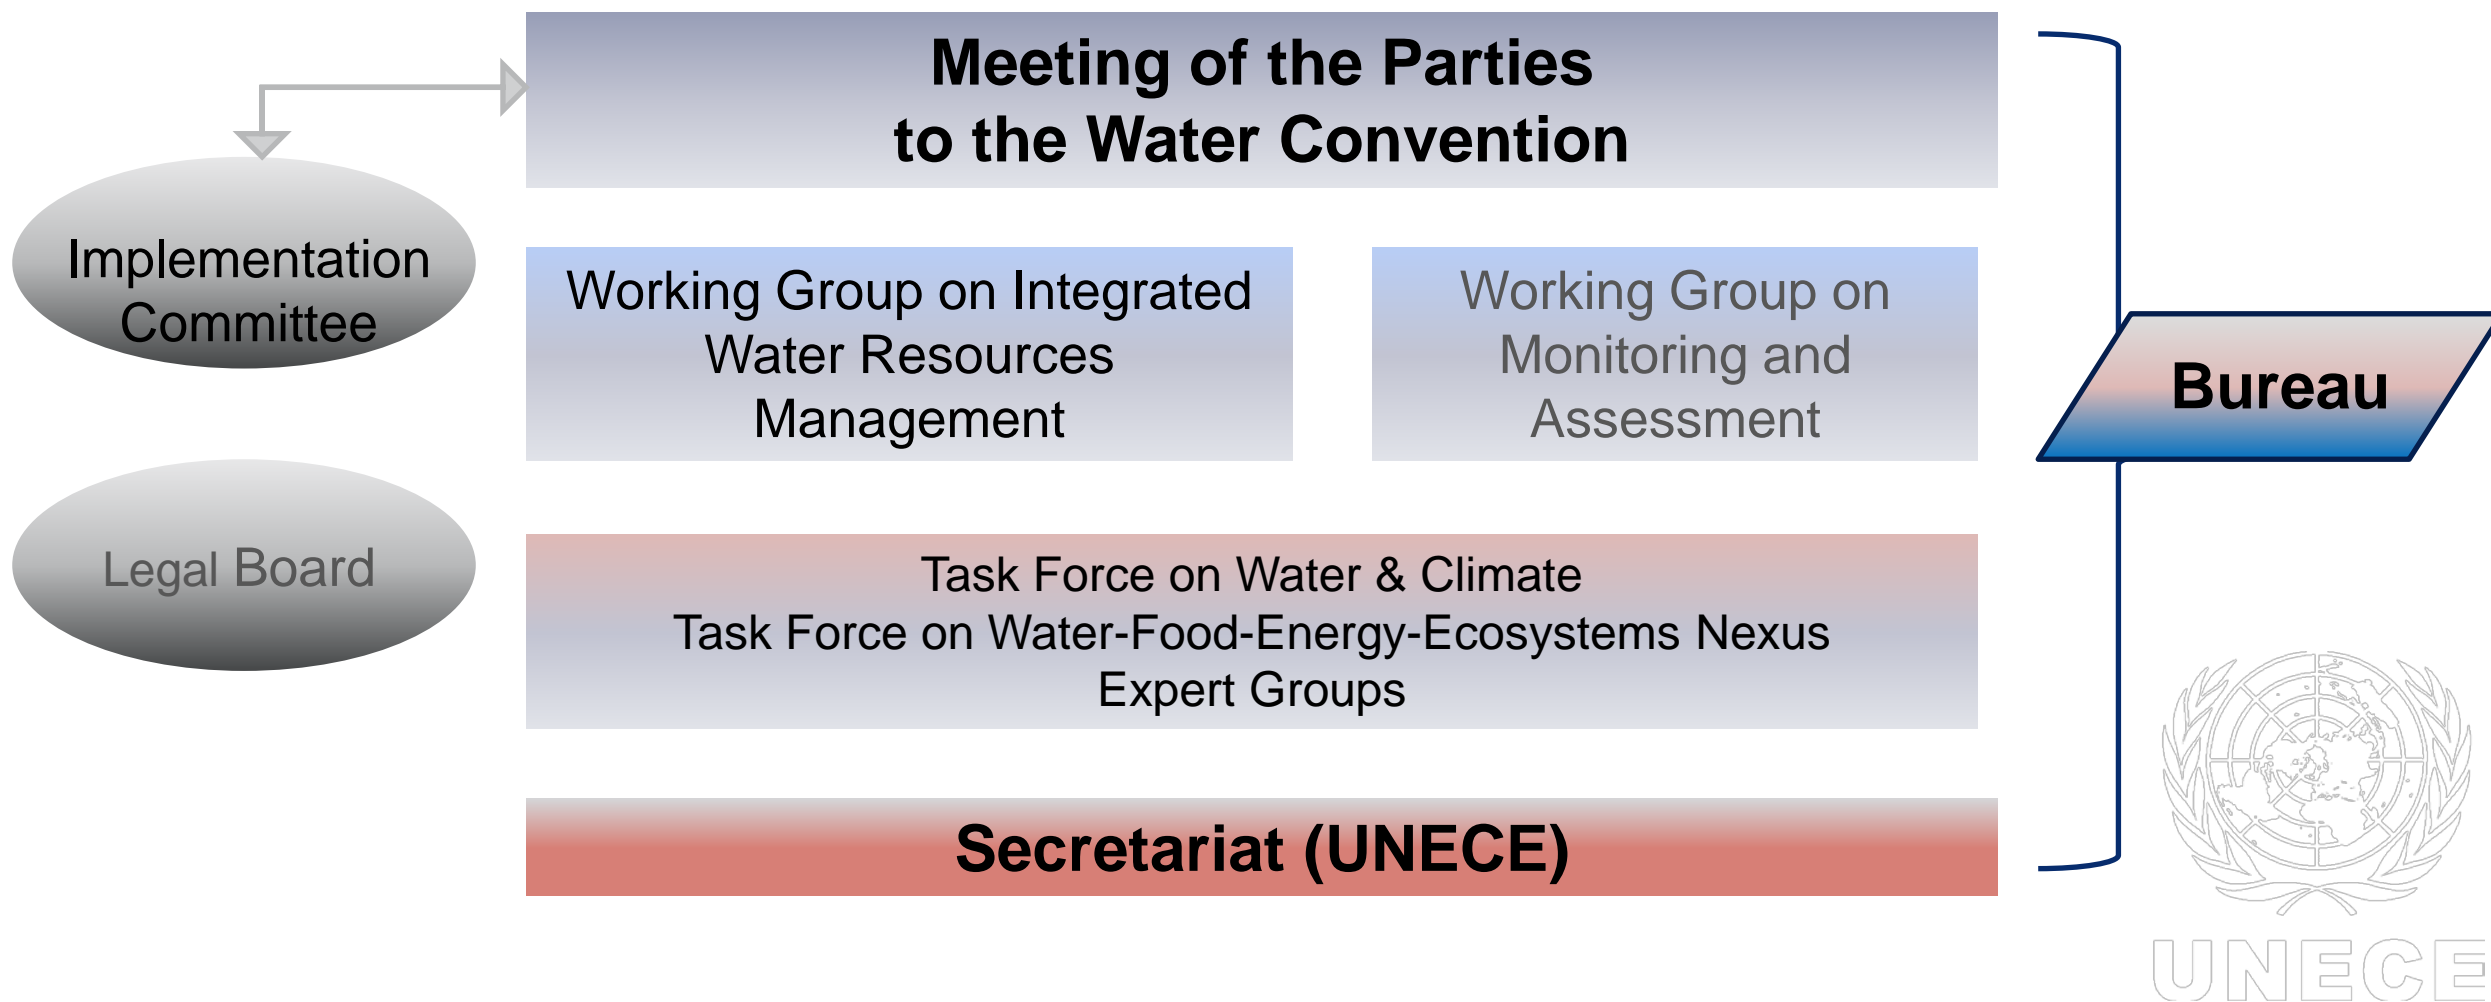 Meeting of the Parties
to the Water Convention
Implementation
Committee
Working Group on Integrated
Water Resources
Management
Working Group on
Monitoring and
Assessment
Bureau
Legal Board
Task Force on Water & Climate
Task Force on Water-Food-Energy-Ecosystems Nexus
Expert Groups
Secretariat (UNECE)
UNECE